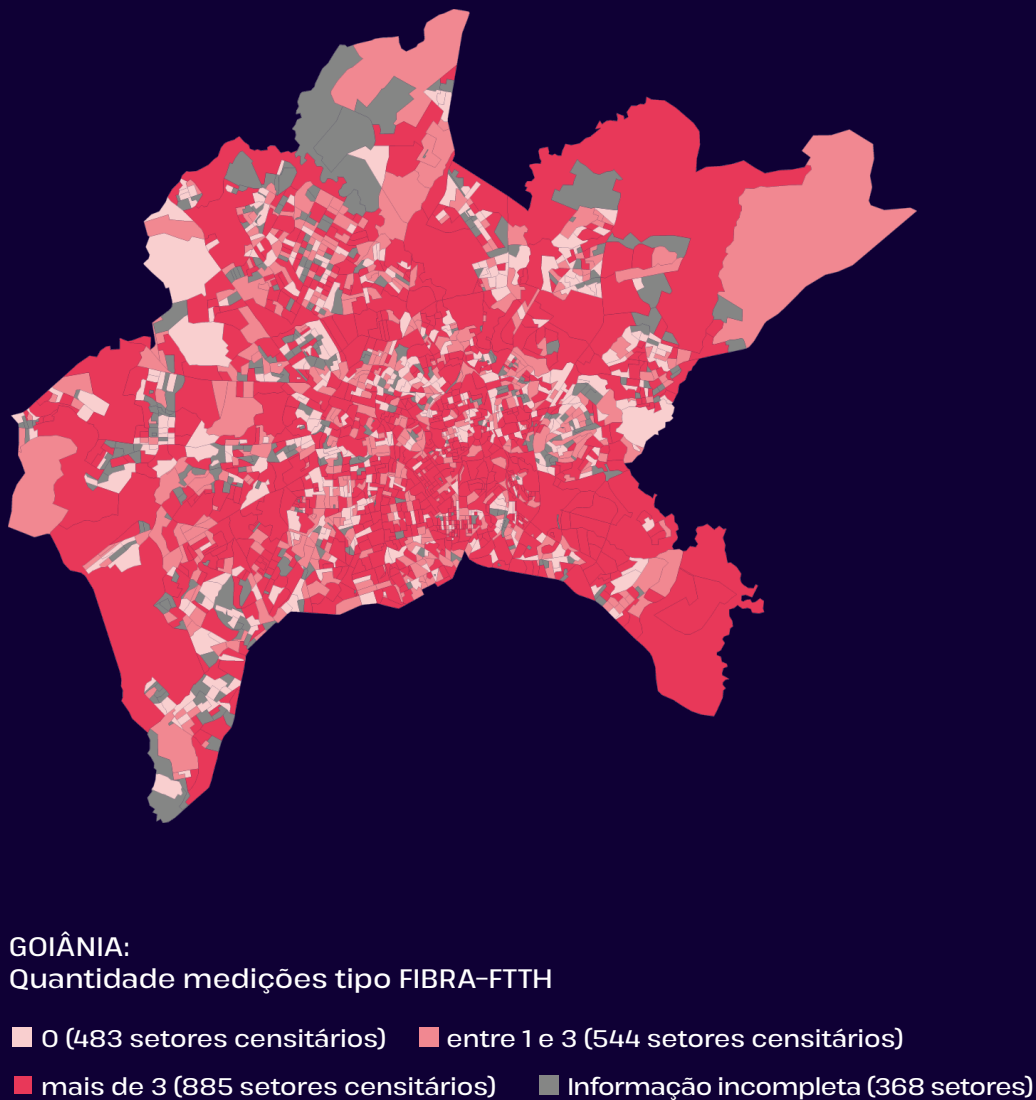 GOIÂNIA:
Quantidade medições tipo FIBRA-FTTH
0 (483 setores censitários) entre 1 e 3 (544 setores censitários)
mais de 3 (885 setores censitários) Informação incompleta (368 setores)